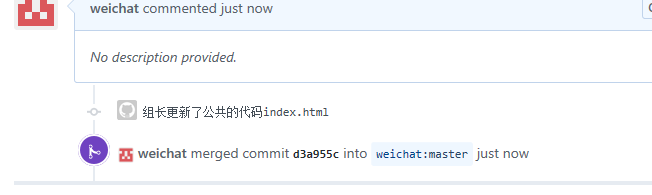 weichat commented just now
No description provided.
组长更新了公共的代码index.html
weichat merged commit d3a955c into weichat:master just now